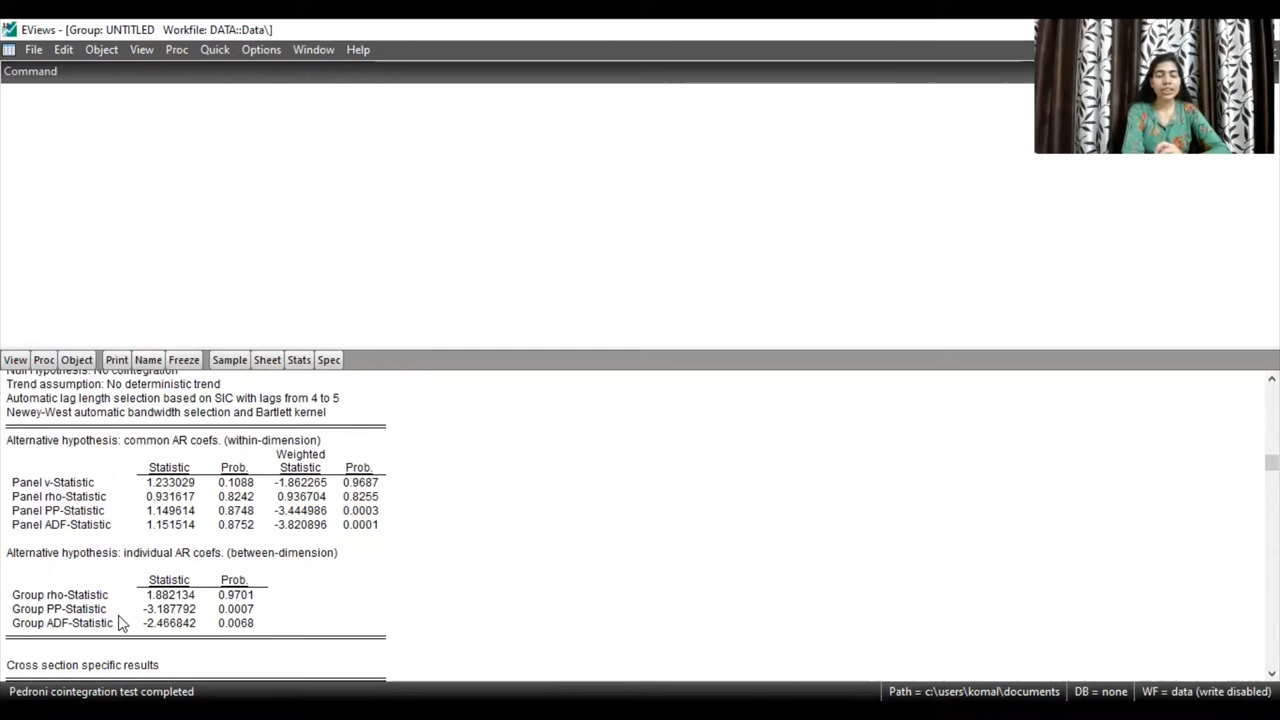 EViews - [Group: UNTITLED   Workfile: DATA::Data\]
File Edit Object View Proc Quick Options Window Help
Command
View Proc Object Print Name Freeze Sample Sheet Stats Spec
Null Hypothesis: No cointegration
Trend assumption: No deterministic trend
Automatic lag length selection based on SIC with lags from 4 to 5
Newey-West automatic bandwidth selection and Bartlett kernel
Alternative hypothesis: common AR coefs. (within-dimension)
Weighted
Statistic Prob. Statistic Prob.
Panel v-Statistic 1.233029 0.1088 -1.862265 0.9687
Panel rho-Statistic 0.931617 0.8242 0.936704 0.8255
Panel PP-Statistic 1.149614 0.8748 -3.444986 0.0003
Panel ADF-Statistic 1.151514 0.8752 -3.820896 0.0001
Alternative hypothesis: individual AR coefs. (between-dimension)
Statistic Prob.
Group rho-Statistic 1.882134 0.9701
Group PP-Statistic -3.187792 0.0007
Group ADF-Statistic -2.466842 0.0068
Cross section specific results
Pedroni cointegration test completed Path = c:\users\komal\documents DB = none WF = data (write disabled)